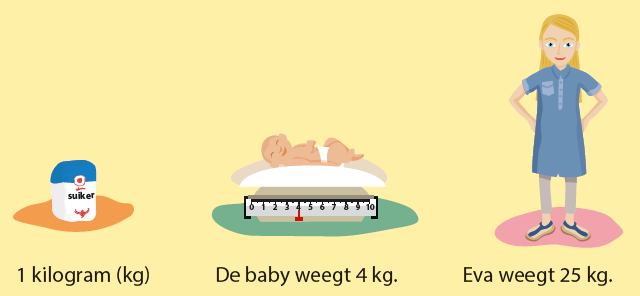 suiker
0 1 2 3 4 5 6 7 8 9 10
1 kilogram (kg)
De baby weegt 4 kg.
Eva weegt 25 kg.